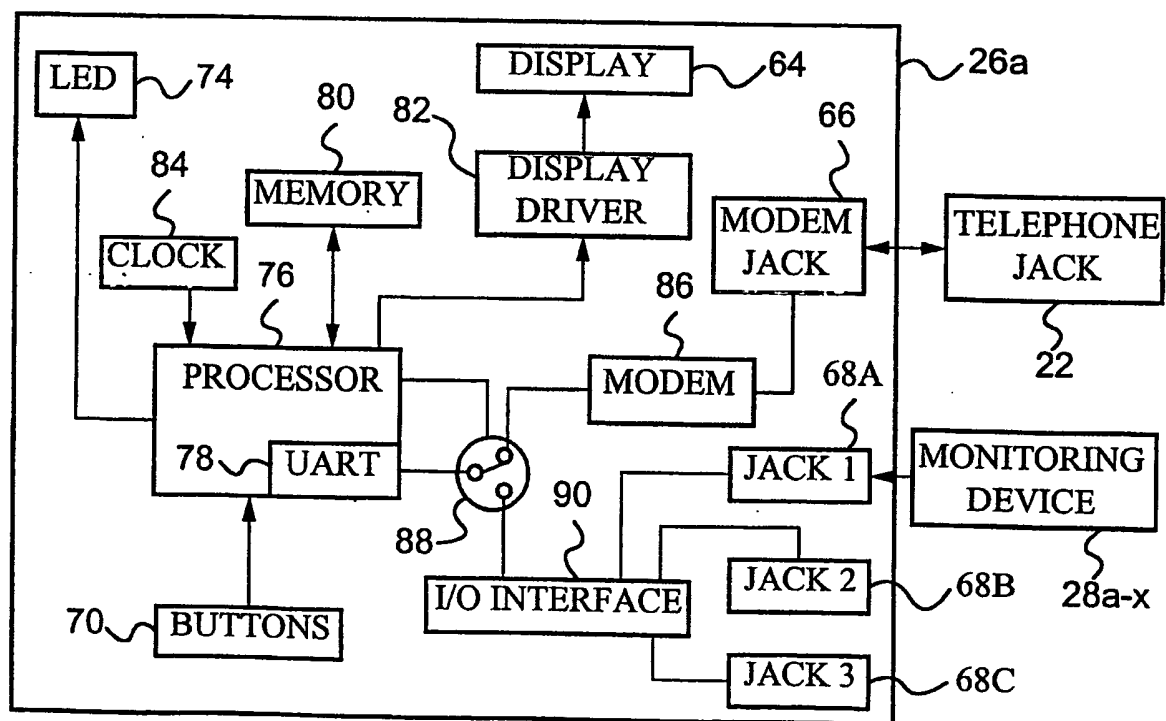 LED
74
DISPLAY
64
26a
80
82
66
84
MEMORY
DISPLAY
DRIVER
MODEM
JACK
TELEPHONE
JACK
CLOCK
76
86
22
PROCESSOR
MODEM
68A
78
UART
JACK 1
MONITORING
DEVICE
88
90
JACK 2
68B
28a-x
I/O INTERFACE
70
BUTTONS
JACK 3
68C